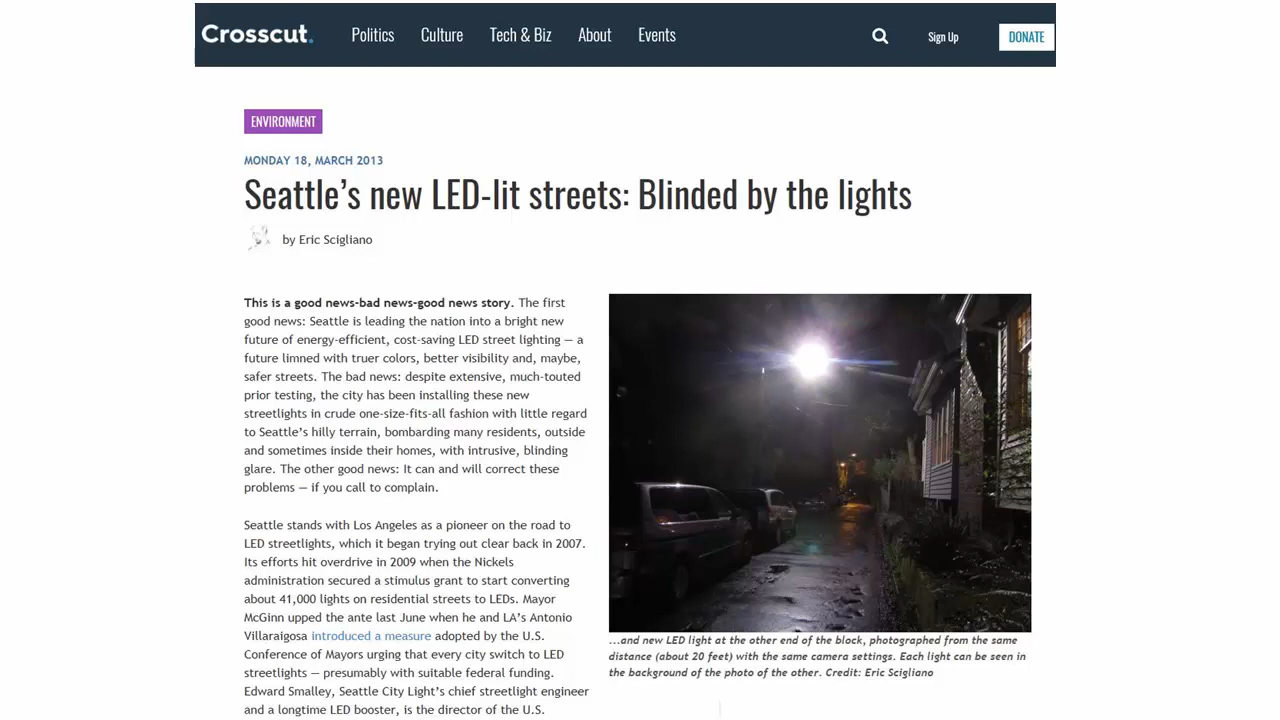 Crosscut.
Politics Culture Tech & Biz About Events
Sign Up
DONATE
ENVIRONMENT
MONDAY 18, MARCH 2013
Seattle's new LED-lit streets: Blinded by the lights
by Eric Scigliano
This is a good news-bad news-good news story. The first
good news: Seattle is leading the nation into a bright new
future of energy-efficient, cost-saving LED street lighting — a
future limned with truer colors, better visibility and, maybe,
safer streets. The bad news: despite extensive, much-touted
prior testing, the city has been installing these new
streetlights in crude one-size-fits-all fashion with little regard
to Seattle's hilly terrain, bombarding many residents, outside
and sometimes inside their homes, with intrusive, blinding
glare. The other good news: It can and will correct these
problems — if you call to complain.
Seattle stands with Los Angeles as a pioneer on the road to
LED streetlights, which it began trying out clear back in 2007.
Its efforts hit overdrive in 2009 when the Nickels
administration secured a stimulus grant to start converting
about 41,000 lights on residential streets to LEDs. Mayor
McGinn upped the ante last June when he and LA's Antonio
Villaraigosa introduced a measure adopted by the U.S.
Conference of Mayors urging that every city switch to LED
streetlights — presumably with suitable federal funding.
Edward Smalley, Seattle City Light's chief streetlight engineer
and a longtime LED booster, is the director of the U.S.
...and new LED light at the other end of the block, photographed from the same
distance (about 20 feet) with the same camera settings. Each light can be seen in
the background of the photo of the other. Credit: Eric Scigliano